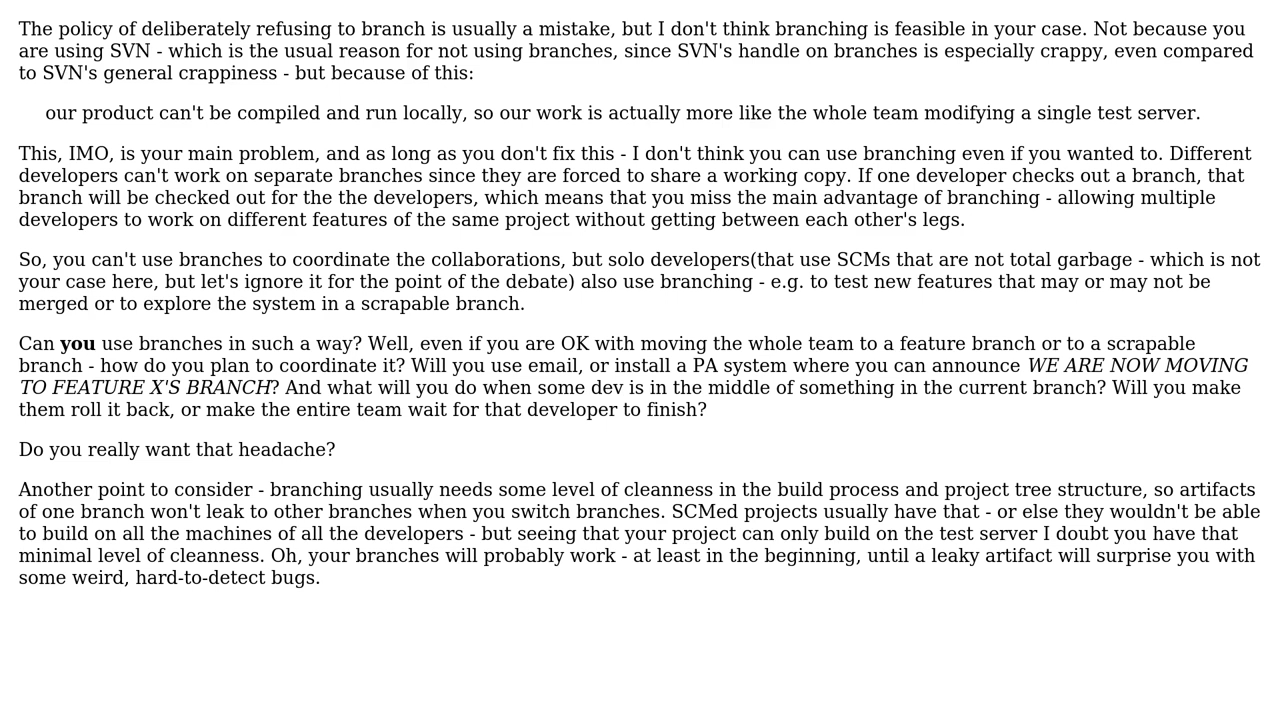 The policy of deliberately refusing to branch is usually a mistake, but I don't think branching is feasible in your case. Not because you
are using SVN - which is the usual reason for not using branches, since SVN's handle on branches is especially crappy, even compared
to SVN's general crappiness - but because of this:
our product can't be compiled and run locally, so our work is actually more like the whole team modifying a single test server.
This, IMO, is your main problem, and as long as you don't fix this - I don't think you can use branching even if you wanted to. Different
developers can't work on separate branches since they are forced to share a working copy. If one developer checks out a branch, that
branch will be checked out for the the developers, which means that you miss the main advantage of branching - allowing multiple
developers to work on different features of the same project without getting between each other's legs.
So, you can't use branches to coordinate the collaborations, but solo developers(that use SCMs that are not total garbage - which is not
your case here, but let's ignore it for the point of the debate) also use branching - e.g. to test new features that may or may not be
merged or to explore the system in a scrapable branch.
Can you use branches in such a way? Well, even if you are OK with moving the whole team to a feature branch or to a scrapable
branch - how do you plan to coordinate it? Will you use email, or install a PA system where you can announce WE ARE NOW MOVING
TO FEATURE X'S BRANCH? And what will you do when some dev is in the middle of something in the current branch? Will you make
them roll it back, or make the entire team wait for that developer to finish?
Do you really want that headache?
Another point to consider - branching usually needs some level of cleanness in the build process and project tree structure, so artifacts
of one branch won't leak to other branches when you switch branches. SCMed projects usually have that - or else they wouldn't be able
to build on all the machines of all the developers - but seeing that your project can only build on the test server I doubt you have that
minimal level of cleanness. Oh, your branches will probably work - at least in the beginning, until a leaky artifact will surprise you with
some weird, hard-to-detect bugs.